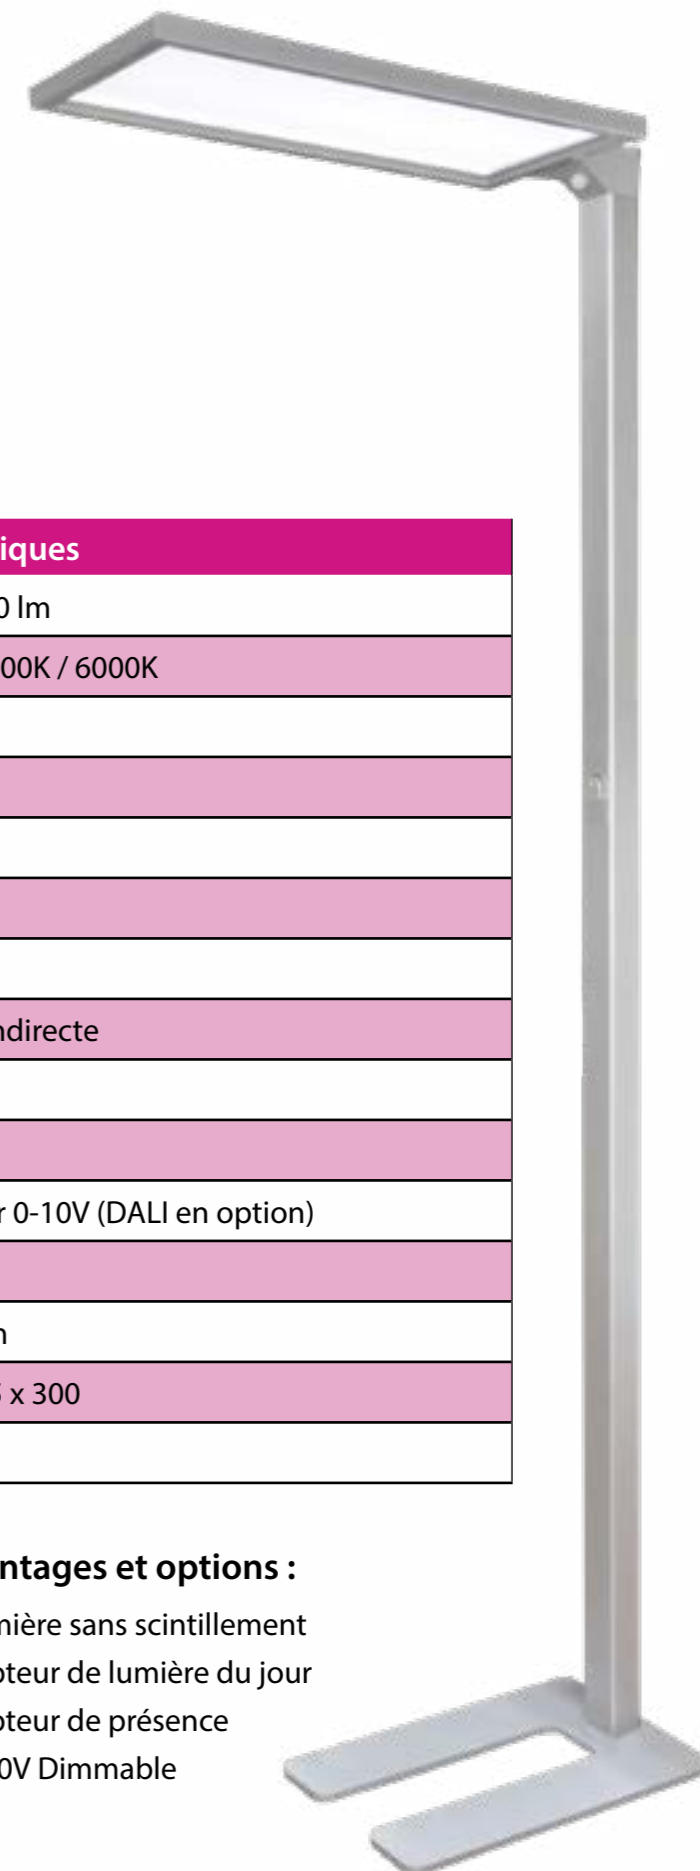 iques
0 lm
00K / 6000K
ndirecte
r 0-10V (DALI en option)
n
x 300
ntages et options :
mière sans scintillement
pteur de lumière du jour
pteur de présence
0V Dimmable